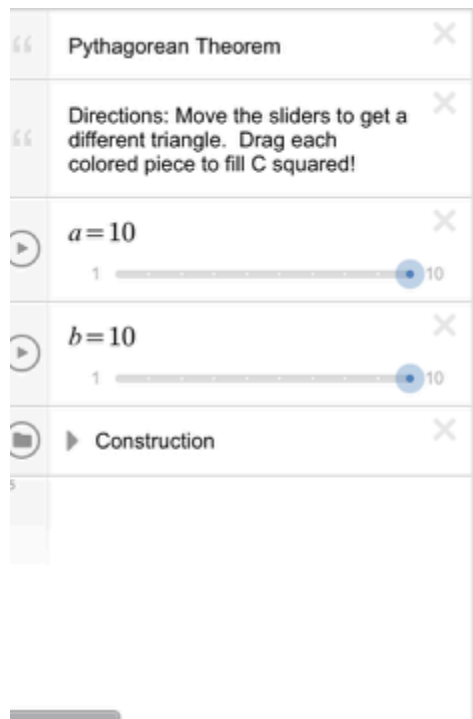 Pythagorean Theorem
Directions: Move the sliders to get a
different triangle. Drag each
colored piece to fill C squared!
a=10
1 10
b=10
1 10
Construction
5